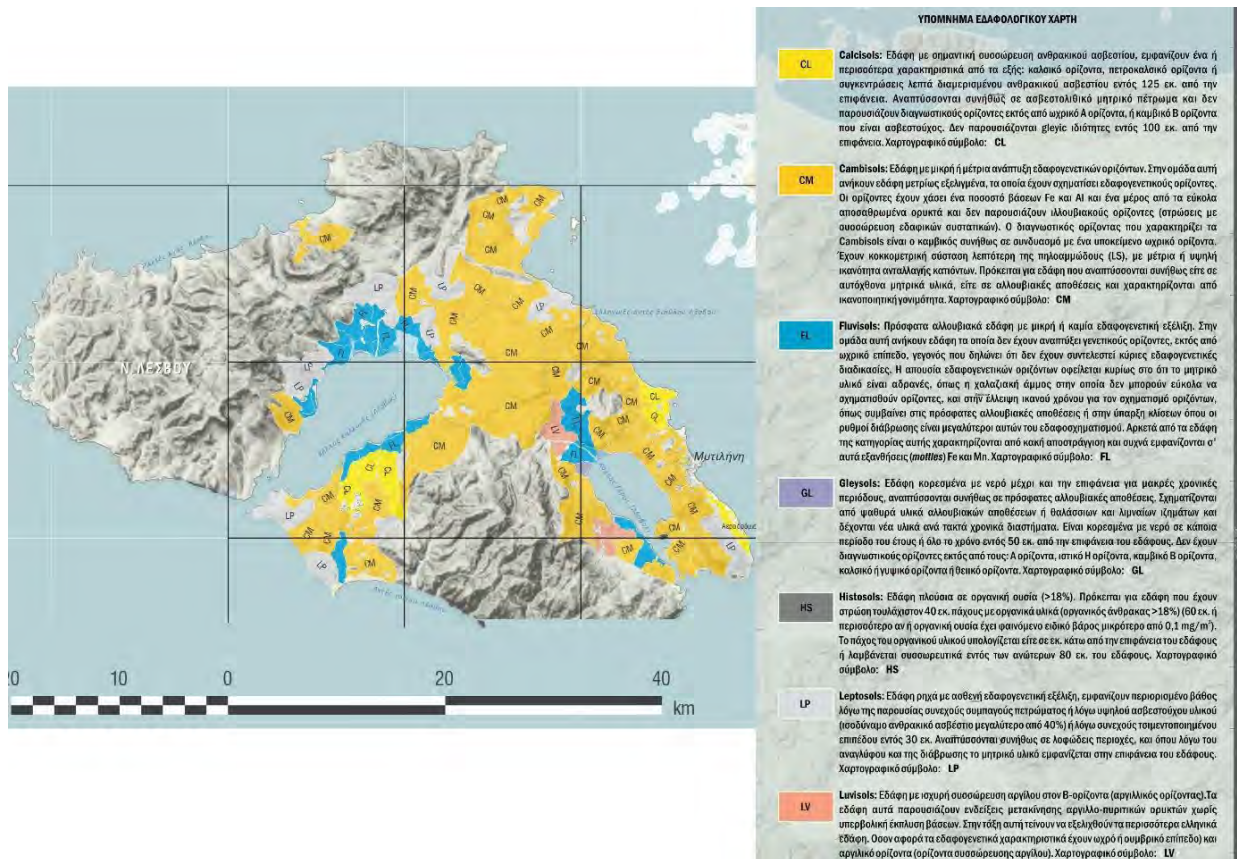 ΥΠΟΜΝΗΜΑ ΕΔΑΦΟΛΟΓΙΚΟΥ ΧΑΡΤΗ
CL
Calcisols: Εδάφη με σημαντική συσσώρευση ανθρακικού ασβεστίου, εμφανίζουν ένα ή
περισσότερα χαρακτηριστικά από τα εξής: καλσικό ορίζοντα, πετροκαλσικό ορίζοντα ή
συγκεντρώσεις λεπτά διαμερισμένου ανθρακικού ασβεστίου εντός 125 εκ. από την
επιφάνεια. Αναπτύσσονται συνήθως σε ασβεστολιθικό μητρικό πέτρωμα και δεν
παρουσιάζουν διαγνωστικούς ορίζοντες εκτός από ωχρικό Α ορίζοντα, ή καμβικό Β ορίζοντα
που είναι ασβεστούχος. Δεν παρουσιάζονται gleyic ιδιότητες εντός 100 εκ. από την
επιφάνεια. Χαρτογραφικό σύμβολο: CL
CM
Cambisols: Εδάφη με μικρή ή μέτρια ανάπτυξη εδαφογενετικών οριζόντων. Στην ομάδα αυτή
ανήκουν εδάφη μετρίως εξελιγμένα, τα οποία έχουν σχηματίσει εδαφογενετικούς ορίζοντες.
Οι ορίζοντες έχουν χάσει ένα ποσοστό βάσεων Fe και Al και ένα μέρος από τα εύκολα
αποσαθρωμένα ορυκτά και δεν παρουσιάζουν ιλλουβιακούς ορίζοντες (στρώσεις με
συσσώρευση εδαφικών συστατικών). Ο διαγνωστικός ορίζοντας που χαρακτηρίζει τα
Cambisols είναι ο καμβικός συνήθως σε συνδυασμό με ένα υποκείμενο ωχρικό ορίζοντα.
Έχουν κοκκομετρική σύσταση λεπτότερη της πηλοαμμώδους (LS), με μέτρια ή υψηλή
ικανότητα ανταλλαγής κατιόντων. Πρόκειται για εδάφη που αναπτύσσονται συνήθως είτε σε
αυτόχθονα μητρικά υλικά, είτε σε αλλουβιακές αποθέσεις και χαρακτηρίζονται από
ικανοποιητική γονιμότητα. Χαρτογραφικό σύμβολο: CM
FL
Fluvisols: Πρόσφατα αλλουβιακά εδάφη με μικρή ή καμία εδαφογενετική εξέλιξη. Στην
ομάδα αυτή ανήκουν εδάφη τα οποία δεν έχουν αναπτύξει γενετικούς ορίζοντες, εκτός από
ωχρικό επίπεδο, γεγονός που δηλώνει ότι δεν έχουν συντελεστεί κύριες εδαφογενετικές
διαδικασίες. Η απουσία εδαφογενετικών οριζόντων οφείλεται κυρίως στο ότι το μητρικό
υλικό είναι αδρανές, όπως η χαλαζιακή άμμος στην οποία δεν μπορούν εύκολα να
σχηματισθούν ορίζοντες, και στην έλλειψη ικανού χρόνου για τον σχηματισμό οριζόντων,
όπως συμβαίνει στις πρόσφατες αλλουβιακές αποθέσεις ή στην ύπαρξη κλίσεων όπου οι
ρυθμοί διάβρωσης είναι μεγαλύτεροι αυτών του εδαφοσχηματισμού. Αρκετά από τα εδάφη
της κατηγορίας αυτής χαρακτηρίζονται από κακή αποστράγγιση και συχνά εμφανίζονται σ'
αυτά εξανθήσεις (mottles) Fe και Mn. Χαρτογραφικό σύμβολο: FL
GL
Gleysols: Εδάφη κορεσμένα με νερό μέχρι και την επιφάνεια για μακρές χρονικές
περιόδους, αναπτύσσονται συνήθως σε πρόσφατες αλλουβιακές αποθέσεις. Σχηματίζονται
από ψαθυρά υλικά αλλουβιακών αποθέσεων ή θαλάσσιων και λιμναίων ιζημάτων και
δέχονται νέα υλικά ανά τακτά χρονικά διαστήματα. Είναι κορεσμένα με νερό σε κάποια
περίοδο του έτους ή όλο το χρόνο εντός 50 εκ. από την επιφάνεια του εδάφους. Δεν έχουν
διαγνωστικούς ορίζοντες εκτός από τους: Α ορίζοντα, ιστικό Η ορίζοντα, καμβικό Β ορίζοντα,
καλσικό ή γυψικό ορίζοντα ή θειικό ορίζοντα. Χαρτογραφικό σύμβολο: GL
HS
Histosols: Εδάφη πλούσια σε οργανική ουσία (>18%). Πρόκειται για εδάφη που έχουν
στρώση τουλάχιστον 40 εκ. πάχους με οργανικά υλικά (οργανικός άνθρακας >18%) (60 εκ. ή
περισσότερο αν ή οργανική ουσία έχει φαινόμενο ειδικό βάρος μικρότερο από 0,1 mg/m³).
Το πάχος του οργανικού υλικού υπολογίζεται είτε σε εκ. κάτω από την επιφάνεια του εδάφους
ή λαμβάνεται συσσωρευτικά εντός των ανώτερων 80 εκ. του εδάφους. Χαρτογραφικό
σύμβολο: HS
LP
Leptosols: Εδάφη ρηχά με ασθενή εδαφογενετική εξέλιξη, εμφανίζουν περιορισμένο βάθος
λόγω της παρουσίας συνεχούς συμπαγούς πετρώματος ή λόγω υψηλού ασβεστούχου υλικού
(ισοδύναμο ανθρακικό ασβέστιο μεγαλύτερο από 40%) ή λόγω συνεχούς τσιμεντοποιημένου
επιπέδου εντός 30 εκ. Αναπτύσσονται συνήθως σε λοφώδεις περιοχές, και όπου λόγω του
αναγλύφου και της διάβρωσης το μητρικό υλικό εμφανίζεται στην επιφάνεια του εδάφους.
Χαρτογραφικό σύμβολο: LP
LV
Luvisols: Εδάφη με ισχυρή συσσώρευση αργίλου στον Β-ορίζοντα (αργιλλικός ορίζοντας).Τα
εδάφη αυτά παρουσιάζουν ενδείξεις μετακίνησης αργιλλο-πυριτικών ορυκτών χωρίς
υπερβολική έκπλυση βάσεων. Στην τάξη αυτή τείνουν να εξελιχθούν τα περισσότερα ελληνικά
εδάφη. Οσον αφορά τα εδαφογενετικά χαρακτηριστικά έχουν ωχρό ή ουμβρικό επίπεδο) και
αργιλικό ορίζοντα (ορίζοντα συσσώρευσης αργίλου). Χαρτογραφικό σύμβολο: LV
Ν. ΛΕΣΒΟΥ
Μυτιλήνη
10 0 20 40
km